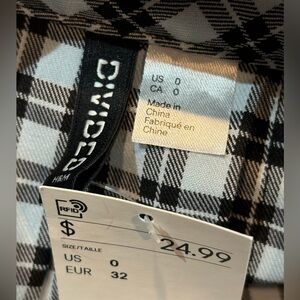 DIVIDED
H&M
US 0
CA 0
Made in
China
Fabriqué en
Chine
RFID
$ 24.99
SIZE/TAILLE
US 0
EUR 32